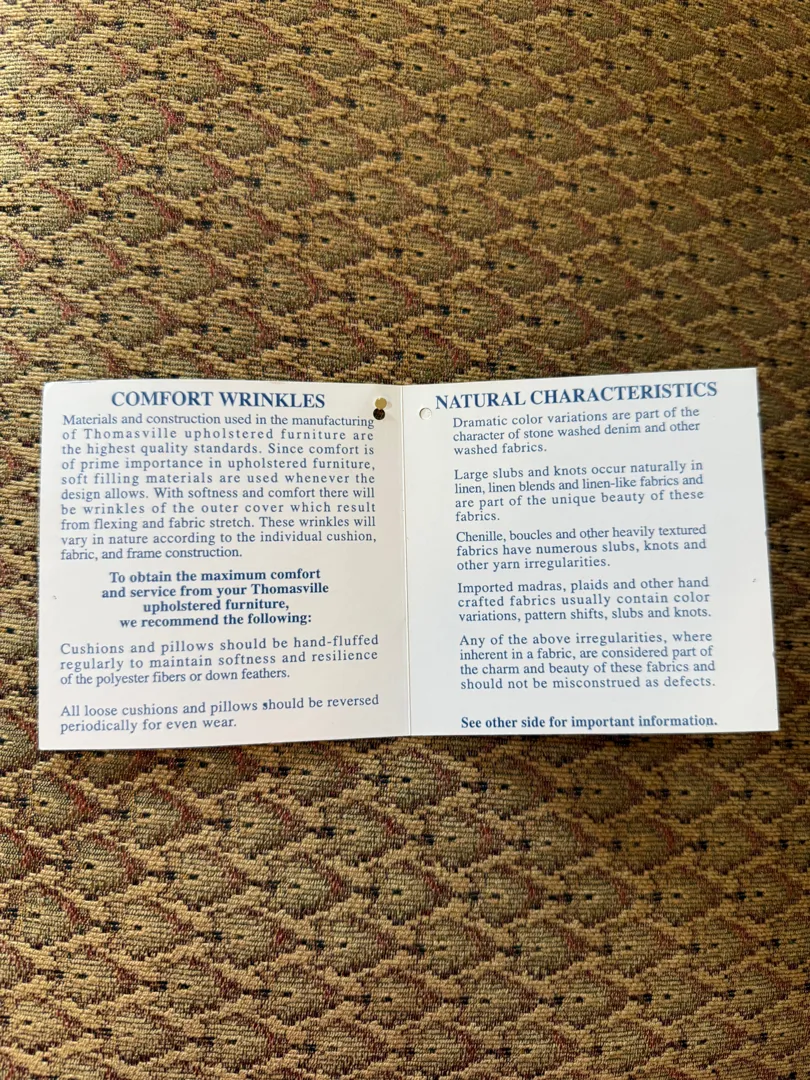 COMFORT WRINKLES
Materials and construction used in the manufacturing
of Thomasville upholstered furniture are
the highest quality standards. Since comfort is
of prime importance in upholstered furniture,
soft filling materials are used whenever the
design allows. With softness and comfort there will
be wrinkles of the outer cover which result
from flexing and fabric stretch. These wrinkles will
vary in nature according to the individual cushion,
fabric, and frame construction.
To obtain the maximum comfort
and service from your Thomasville
upholstered furniture,
we recommend the following:
Cushions and pillows should be hand-fluffed
regularly to maintain softness and resilience
of the polyester fibers or down feathers.
All loose cushions and pillows should be reversed
periodically for even wear.
NATURAL CHARACTERISTICS
Dramatic color variations are part of the
character of stone washed denim and other
washed fabrics.
Large slubs and knots occur naturally in
linen, linen blends and linen-like fabrics and
are part of the unique beauty of these
fabrics.
Chenille, boucles and other heavily textured
fabrics have numerous slubs, knots and
other yarn irregularities.
Imported madras, plaids and other hand
crafted fabrics usually contain color
variations, pattern shifts, slubs and knots.
Any of the above irregularities, where
inherent in a fabric, are considered part of
the charm and beauty of these fabrics and
should not be misconstrued as defects.
See other side for important information.